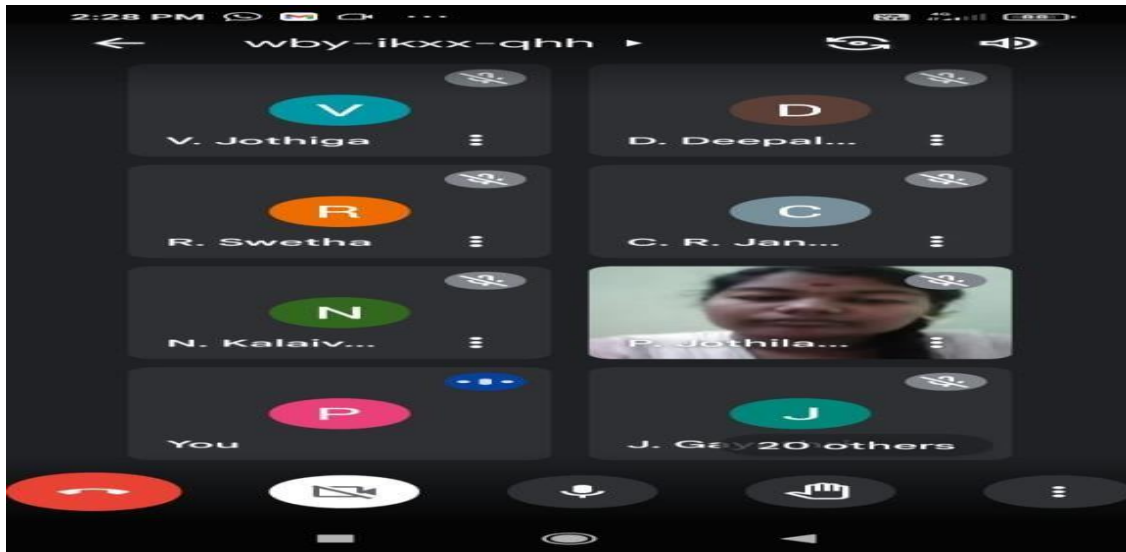 2:28 PM
wby-ikxx-qhh
V
V. Jothiga
D
D. Deepal...
R
R. Swetha
C
C. R. Jan...
N
N. Kalaiv...
P. Jothila...
P
You
J
J. Ga
20 others